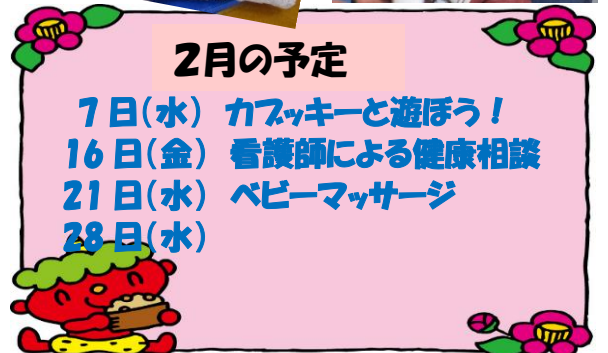 2月の予定
7日(水) カブッキーと遊ぼう!
16日(金) 看護師による健康相談
21日(水) ベビーマッサージ
28日(水)